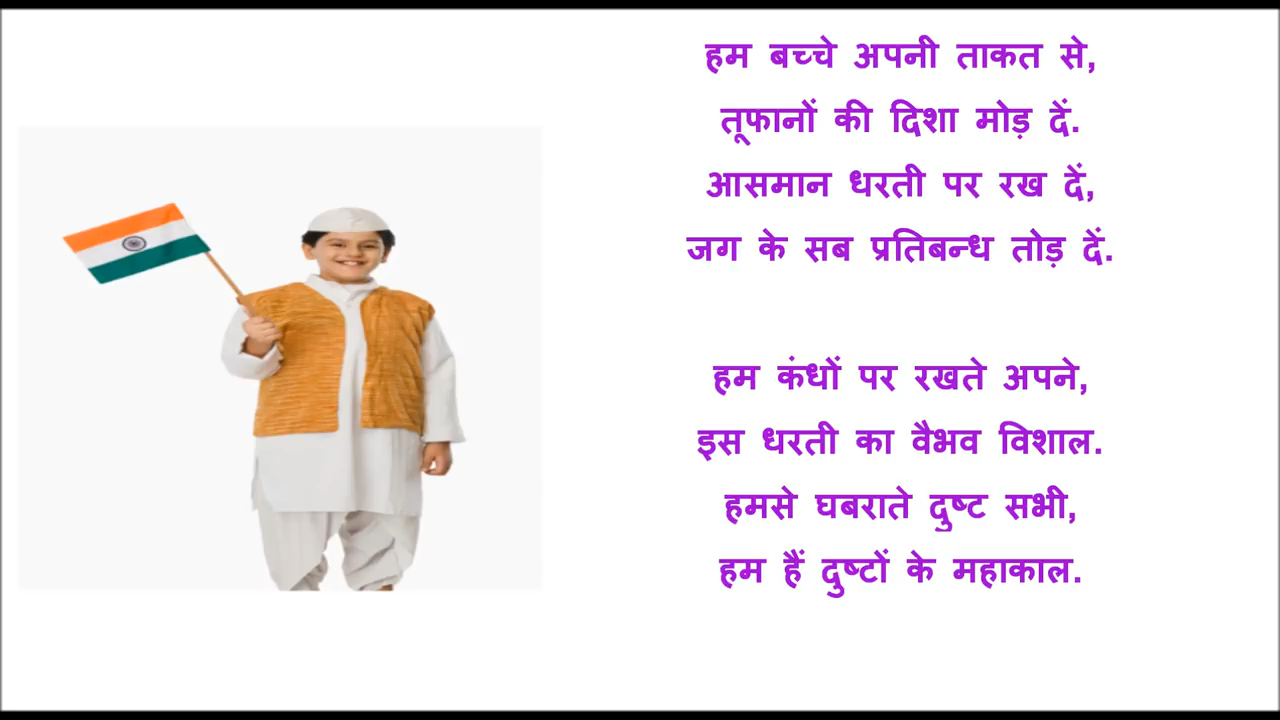 हम बच्चे अपनी ताकत से,
तूफानों की दिशा मोड़ दें.
आसमान धरती पर रख दें,
जग के सब प्रतिबन्ध तोड़ दें.
हम कंधों पर रखते अपने,
इस धरती का वैभव विशाल.
हमसे घबराते दुष्ट सभी,
हम हैं दुष्टों के महाकाल.